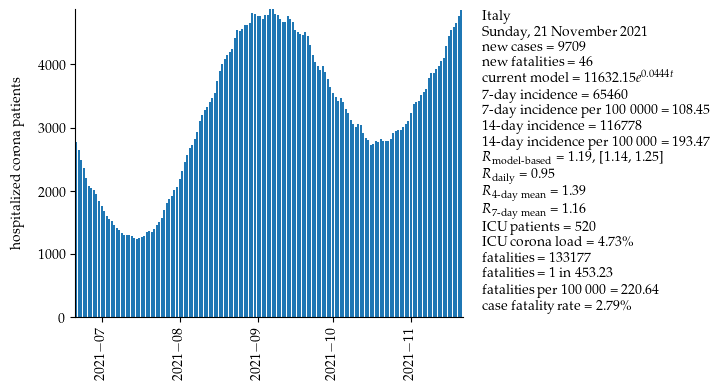 hospitalized corona patients
4000
3000
2000
1000
0
2021−07
2021−08
2021−09
2021−10
2021−11
Italy
Sunday, 21 November 2021
new cases = 9709
new fatalities = 46
current model = 11632.15e^0.0444t
7-day incidence = 65460
7-day incidence per 100 0000 = 108.45
14-day incidence = 116778
14-day incidence per 100 000 = 193.47
R_model-based = 1.19, [1.14, 1.25]
R_daily = 0.95
R_4-day mean = 1.39
R_7-day mean = 1.16
ICU patients = 520
ICU corona load = 4.73%
fatalities = 133177
fatalities = 1 in 453.23
fatalities per 100 000 = 220.64
case fatality rate = 2.79%